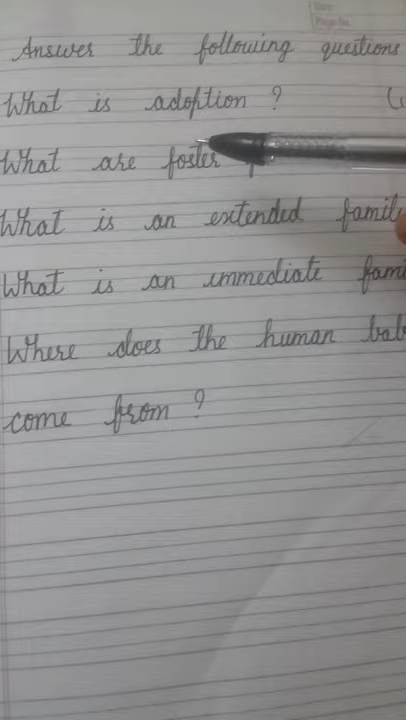 Answer the following questions
What is adoption ?
What are foster
What is an extended
What is an immediate
Where does the human
come from ?